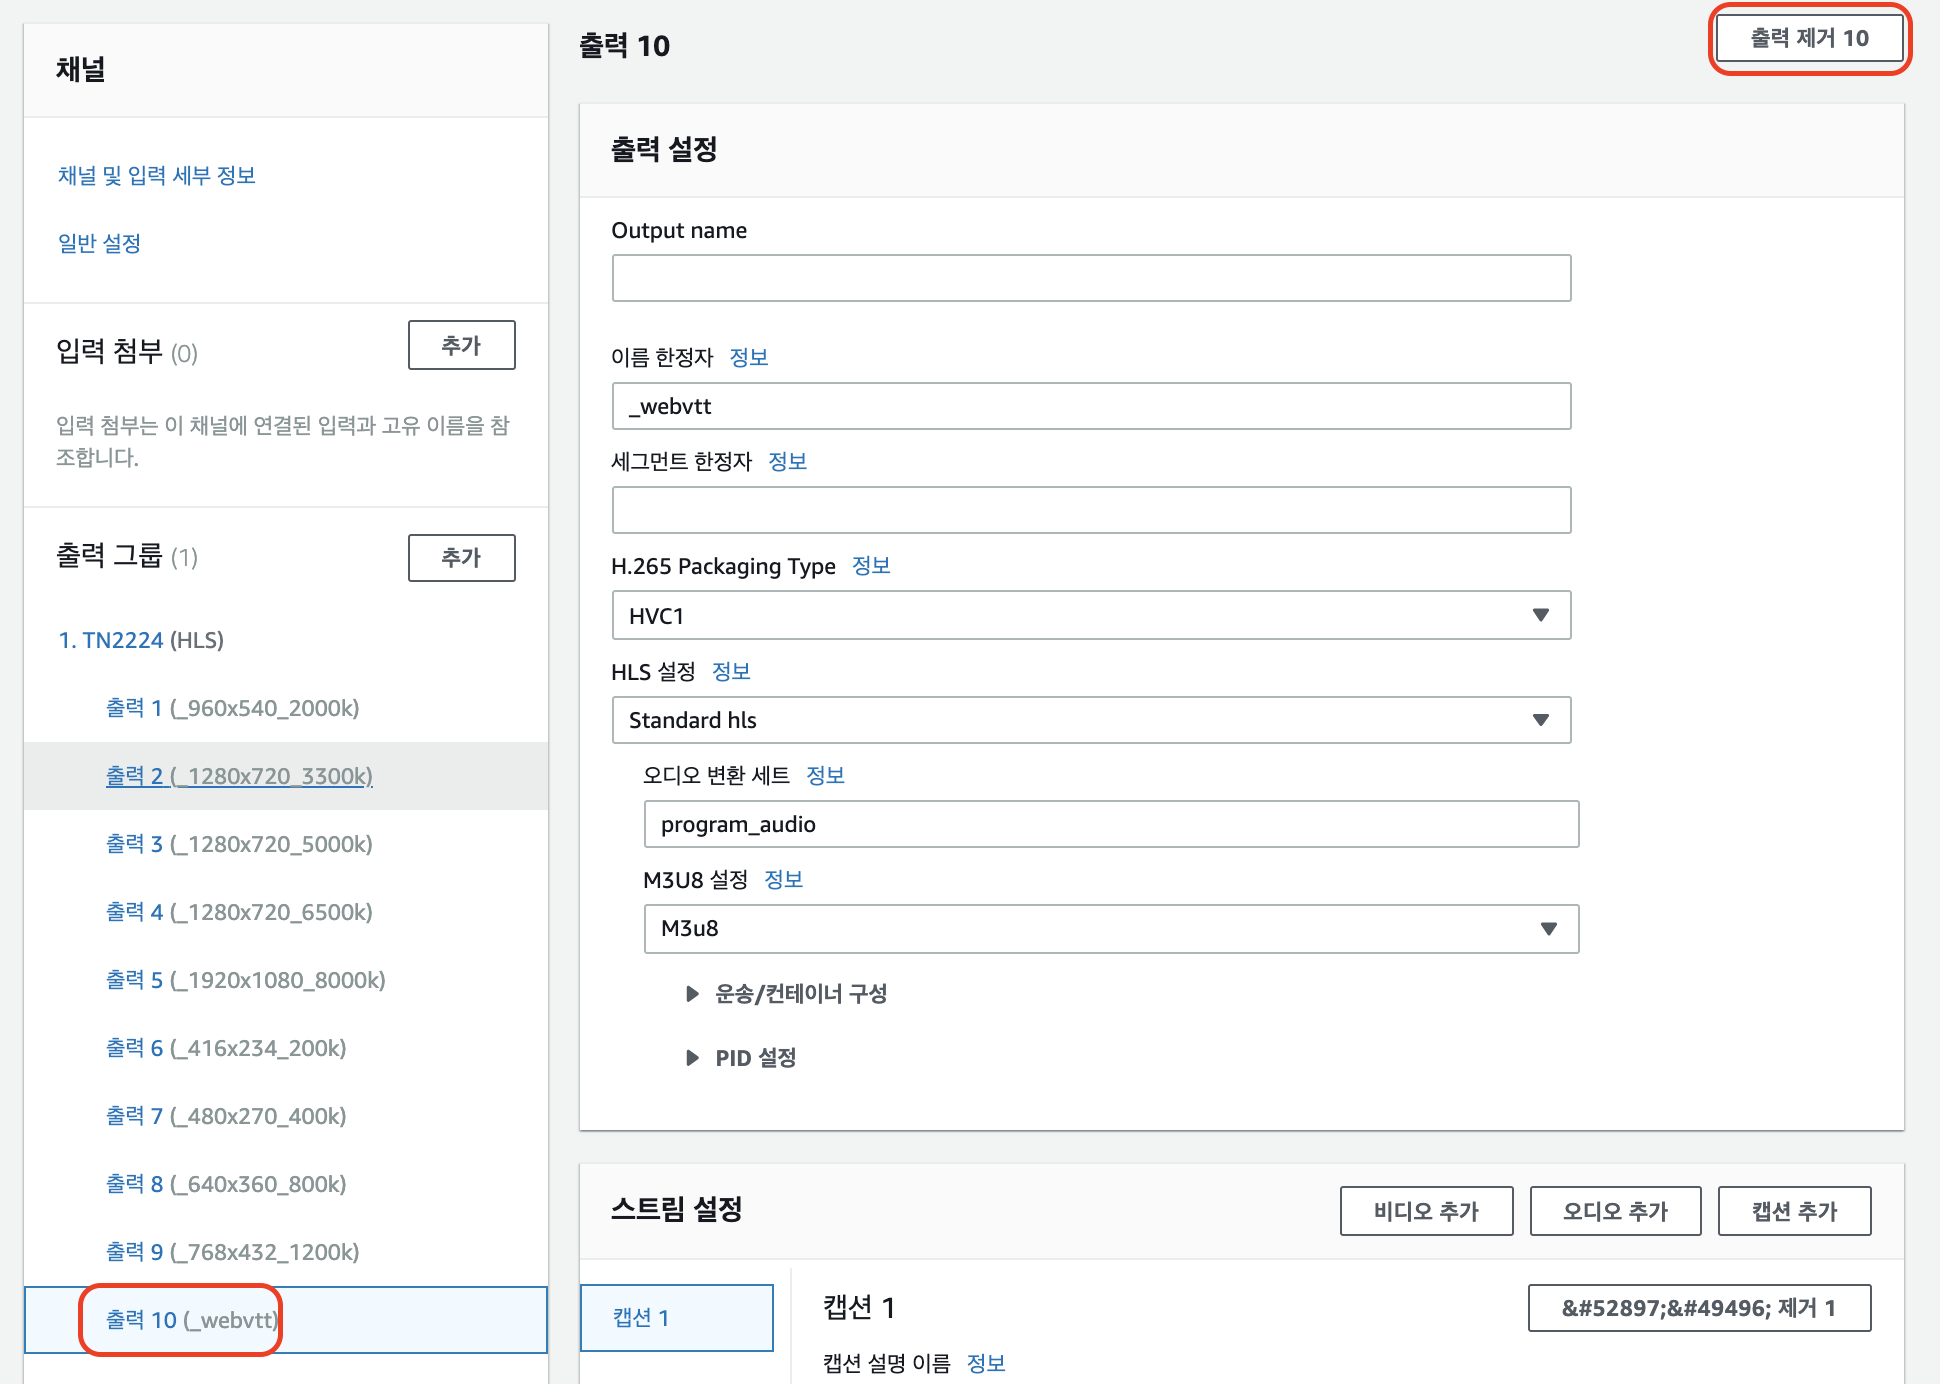 채널
채널 및 입력 세부 정보
일반 설정
입력 첨부 (0)
추가
입력 첨부는 이 채널에 연결된 입력과 고유 이름을 참
조합니다.
출력 그룹 (1)
추가
1. TN2224 (HLS)
출력 1 (_960x540_2000k)
출력 2 (_1280x720_3300k)
출력 3 (_1280x720_5000k)
출력 4 (_1280x720_6500k)
출력 5 (_1920x1080_8000k)
출력 6 (_416x234_200k)
출력 7 (_480x270_400k)
출력 8 (_640x360_800k)
출력 9 (_768x432_1200k)
출력 10 (_webvtt)
출력 10
출력 제거 10
출력 설정
Output name
이름 한정자 정보
_webvtt
세그먼트 한정자 정보
H.265 Packaging Type 정보
HVC1
HLS 설정 정보
Standard hls
오디오 변환 세트 정보
program_audio
M3U8 설정 정보
M3u8
운송/컨테이너 구성
PID 설정
스트림 설정
비디오 추가
오디오 추가
캡션 추가
캡션 1
캡션 1
&#52897;&#49496; 제거 1
캡션 설명 이름 정보